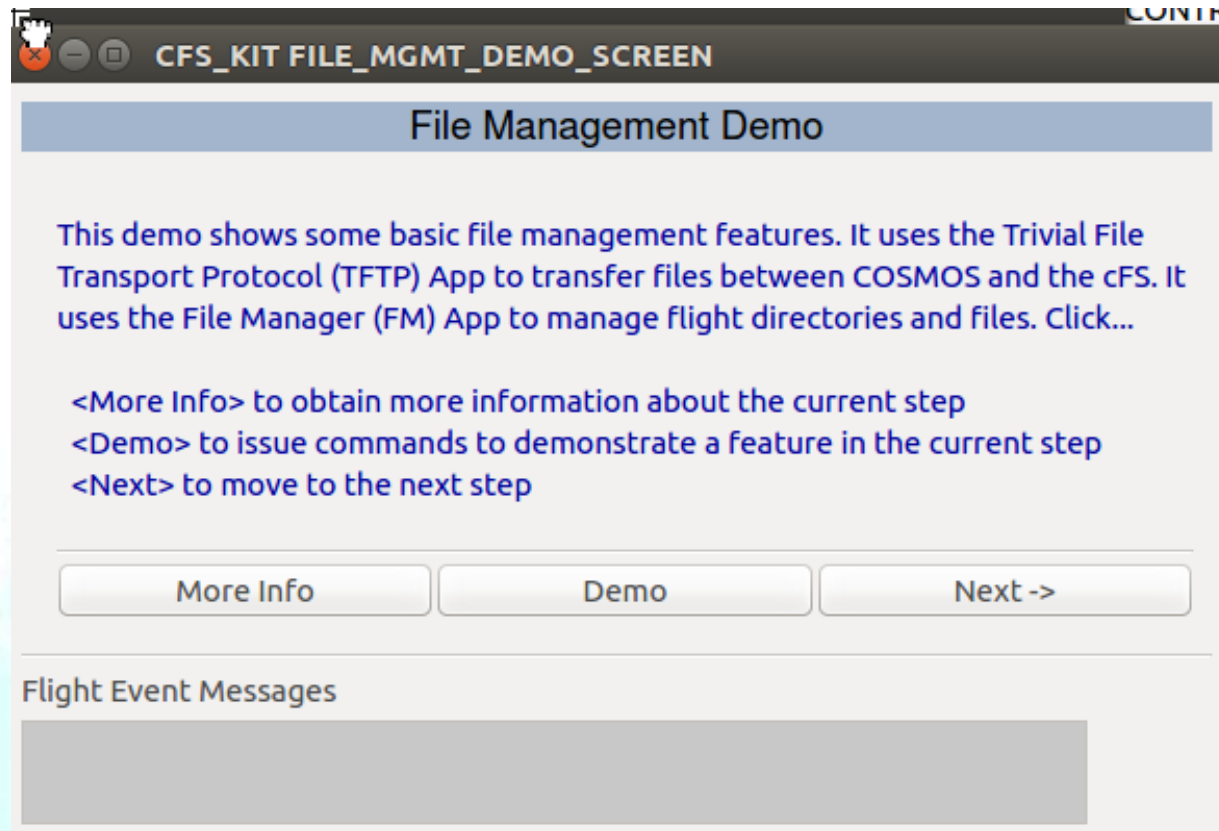 CFS_KIT FILE_MGMT_DEMO_SCREEN
File Management Demo
This demo shows some basic file management features. It uses the Trivial File
Transport Protocol (TFTP) App to transfer files between COSMOS and the cFS. It
uses the File Manager (FM) App to manage flight directories and files. Click...
<More Info> to obtain more information about the current step
<Demo> to issue commands to demonstrate a feature in the current step
<Next> to move to the next step
More Info Demo Next ->
Flight Event Messages